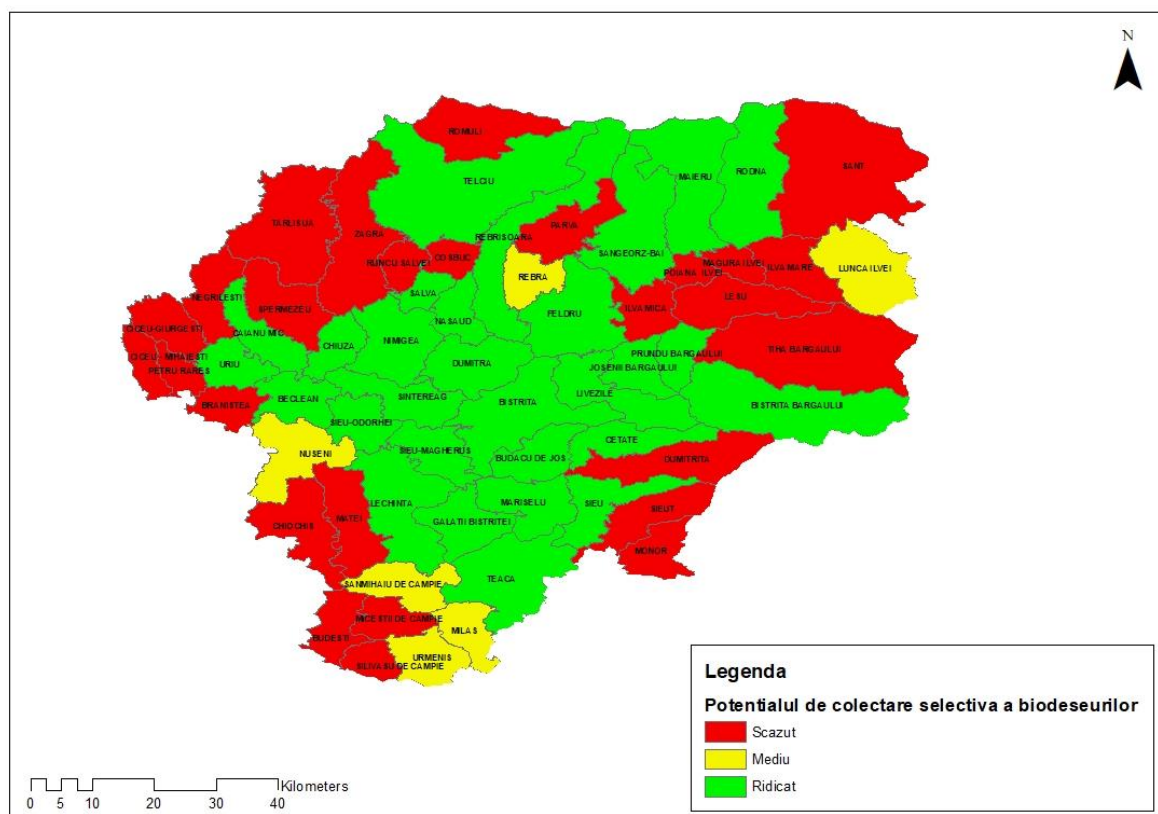 N
ROMULI
SANT
RODNA
MAIERU
TELCIU
TARLISUA
PARVA
ZAGRA
REBRISOARA
SANGEORZ-BAI
COSBUC
RUNCU SALVEI
MAGURA ILVEI
ILVA MARE
LUNCA ILVEI
POIANA ILVEI
REBRA
SALVA
NEGRILESTI
LESU
SPERMEZEU
ILVA MICA
FELDRU
NASAUD
CICEU-GIURGESTI
CAIANU MIC
NIMIGEA
CHIUZA
TIHA BARGAULUI
PRUNDU BARGAULUI
CICEU - MIHAIESTI
URIU
DUMITRA
JOSENII BARGAULUI
PETRU RARES
LIVEZILE
BECLEAN
SINTEREAG
BISTRITA
BISTRITA BARGAULUI
BRANISTEA
SIEU-ODORHEI
CETATE
NUSENI
SIEU-MAGHERUS
BUDACU DE JOS
DUMITRITA
LECHINTA
MARISELU
SIEU
SIEUT
CHIOCHIS
MATEI
GALATII BISTRITEI
MONOR
SANMIHAIU DE CAMPIE
TEACA
MICESTII DE CAMPIE
MILAS
BUDESTI
URMENIS
SILIVASU DE CAMPIE
Legenda
Potentialul de colectare selectiva a biodeseurilor
Scazut
Mediu
Ridicat
Kilometers
0 5 10 20 30 40